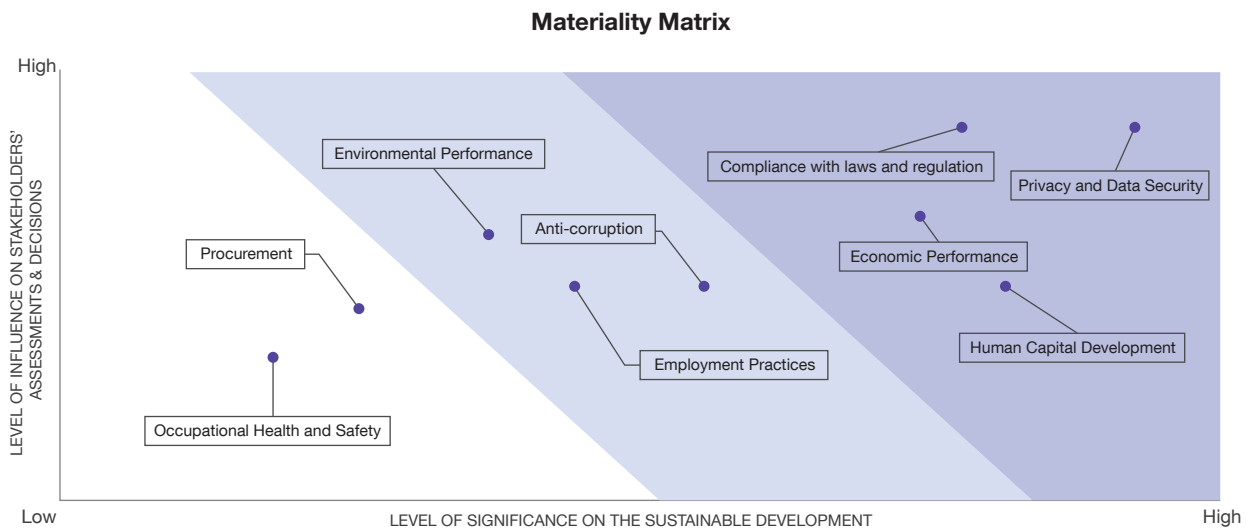 Materiality Matrix
High
LEVEL OF INFLUENCE ON STAKEHOLDERS'
ASSESSMENTS & DECISIONS
Environmental Performance
Compliance with laws and regulation
Privacy and Data Security
Anti-corruption
Procurement
Economic Performance
Human Capital Development
Employment Practices
Occupational Health and Safety
Low
LEVEL OF SIGNIFICANCE ON THE SUSTAINABLE DEVELOPMENT
High